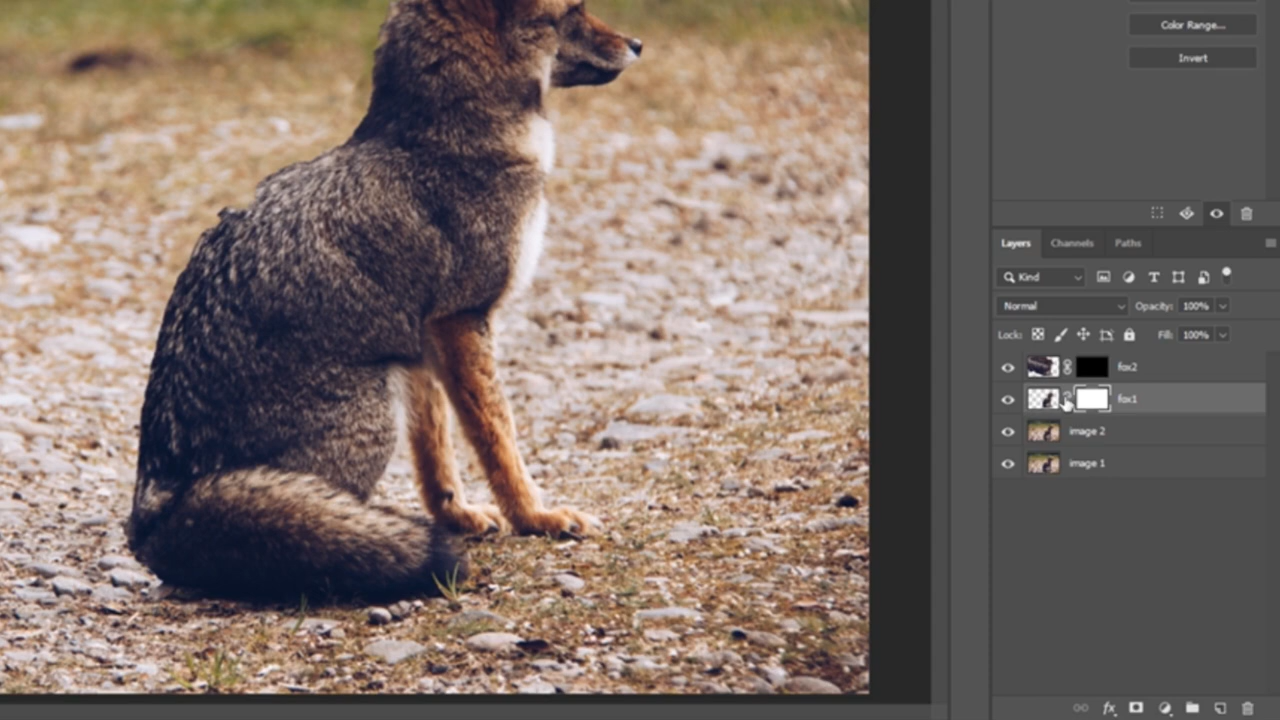 Color Range...
Invert
Layers Channels Paths
Kind
Normal Opacity: 100%
Lock: Fill: 100%
fox2
fox1
image 2
image 1
fx